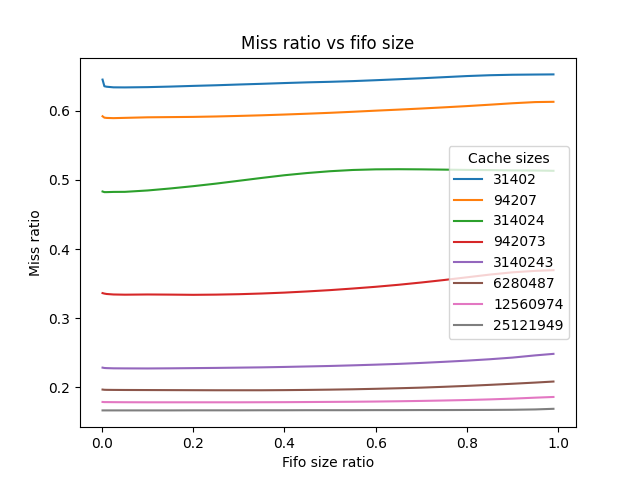 Miss ratio vs fifo size
Miss ratio
0.6
0.5
0.4
0.3
0.2
Cache sizes
31402
94207
314024
942073
3140243
6280487
12560974
25121949
0.0 0.2 0.4 0.6 0.8 1.0
Fifo size ratio